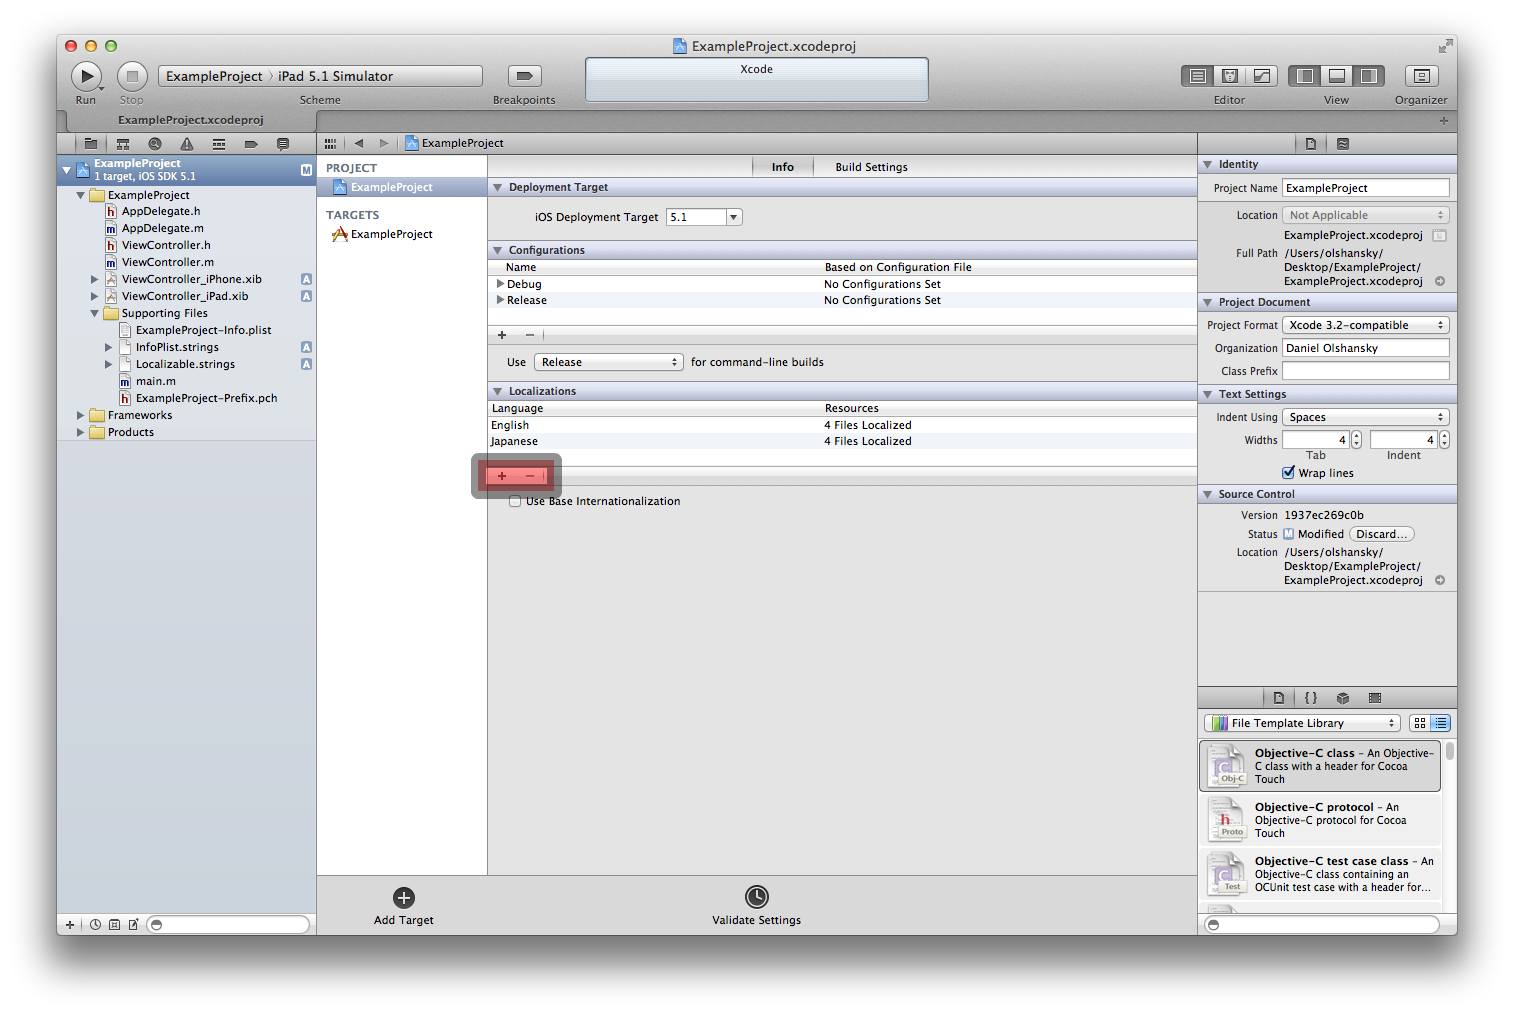 ExampleProject.xcodeproj
ExampleProject 〉 iPad 5.1 Simulator
Xcode
Run
Stop
Scheme
Breakpoints
Editor
View
Organizer
ExampleProject.xcodeproj
ExampleProject
1 target, iOS SDK 5.1
M
ExampleProject
h AppDelegate.h
m AppDelegate.m
h ViewController.h
m ViewController.m
ViewController_iPhone.xib A
ViewController_iPad.xib A
Supporting Files
ExampleProject-Info.plist
InfoPlist.strings A
Localizable.strings A
m main.m
h ExampleProject-Prefix.pch
Frameworks
Products
ExampleProject
PROJECT
ExampleProject
TARGETS
ExampleProject
Info Build Settings
Deployment Target
iOS Deployment Target 5.1
Configurations
Name Based on Configuration File
Debug No Configurations Set
Release No Configurations Set
+ −
Use Release for command-line builds
Localizations
Language Resources
English 4 Files Localized
Japanese 4 Files Localized
+ −
Use Base Internationalization
Add Target
Validate Settings
Identity
Project Name ExampleProject
Location Not Applicable
ExampleProject.xcodeproj
Full Path /Users/olshansky/
Desktop/ExampleProject/
ExampleProject.xcodeproj
Project Document
Project Format Xcode 3.2-compatible
Organization Daniel Olshansky
Class Prefix
Text Settings
Indent Using Spaces
Widths 4 4
Tab Indent
Wrap lines
Source Control
Version 1937ec269c0b
Status M Modified Discard...
Location /Users/olshansky/
Desktop/ExampleProject/
ExampleProject.xcodeproj
{ }
File Template Library
C Obj-C
Objective-C class - An Objective-
C class with a header for Cocoa
Touch
h Proto
Objective-C protocol - An
Objective-C protocol for Cocoa
Touch
C Test
Objective-C test case class - An
Objective-C class containing an
OCUnit test case with a header for...